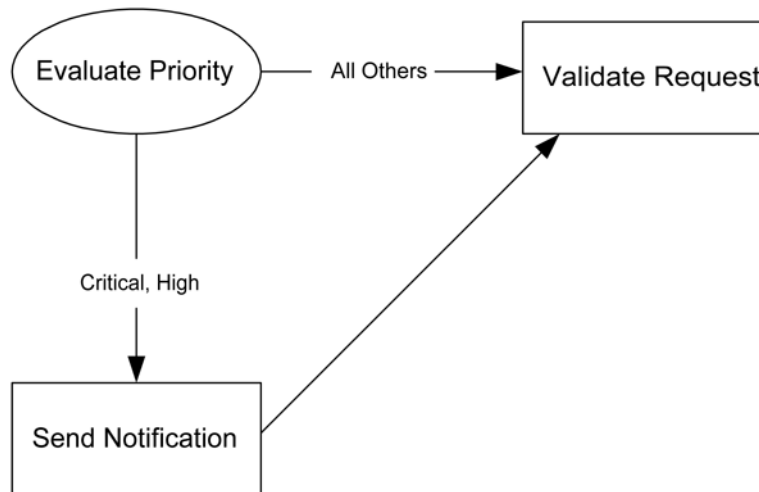 Evaluate Priority
All Others
Validate Request
Critical, High
Send Notification